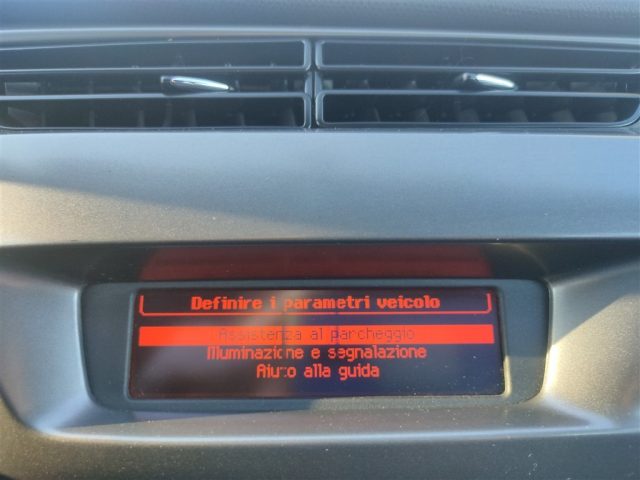 Definire i parametri veicolo
Assistenza al parcheggio
Illuminazione e segnalazione
Aiuto alla guida